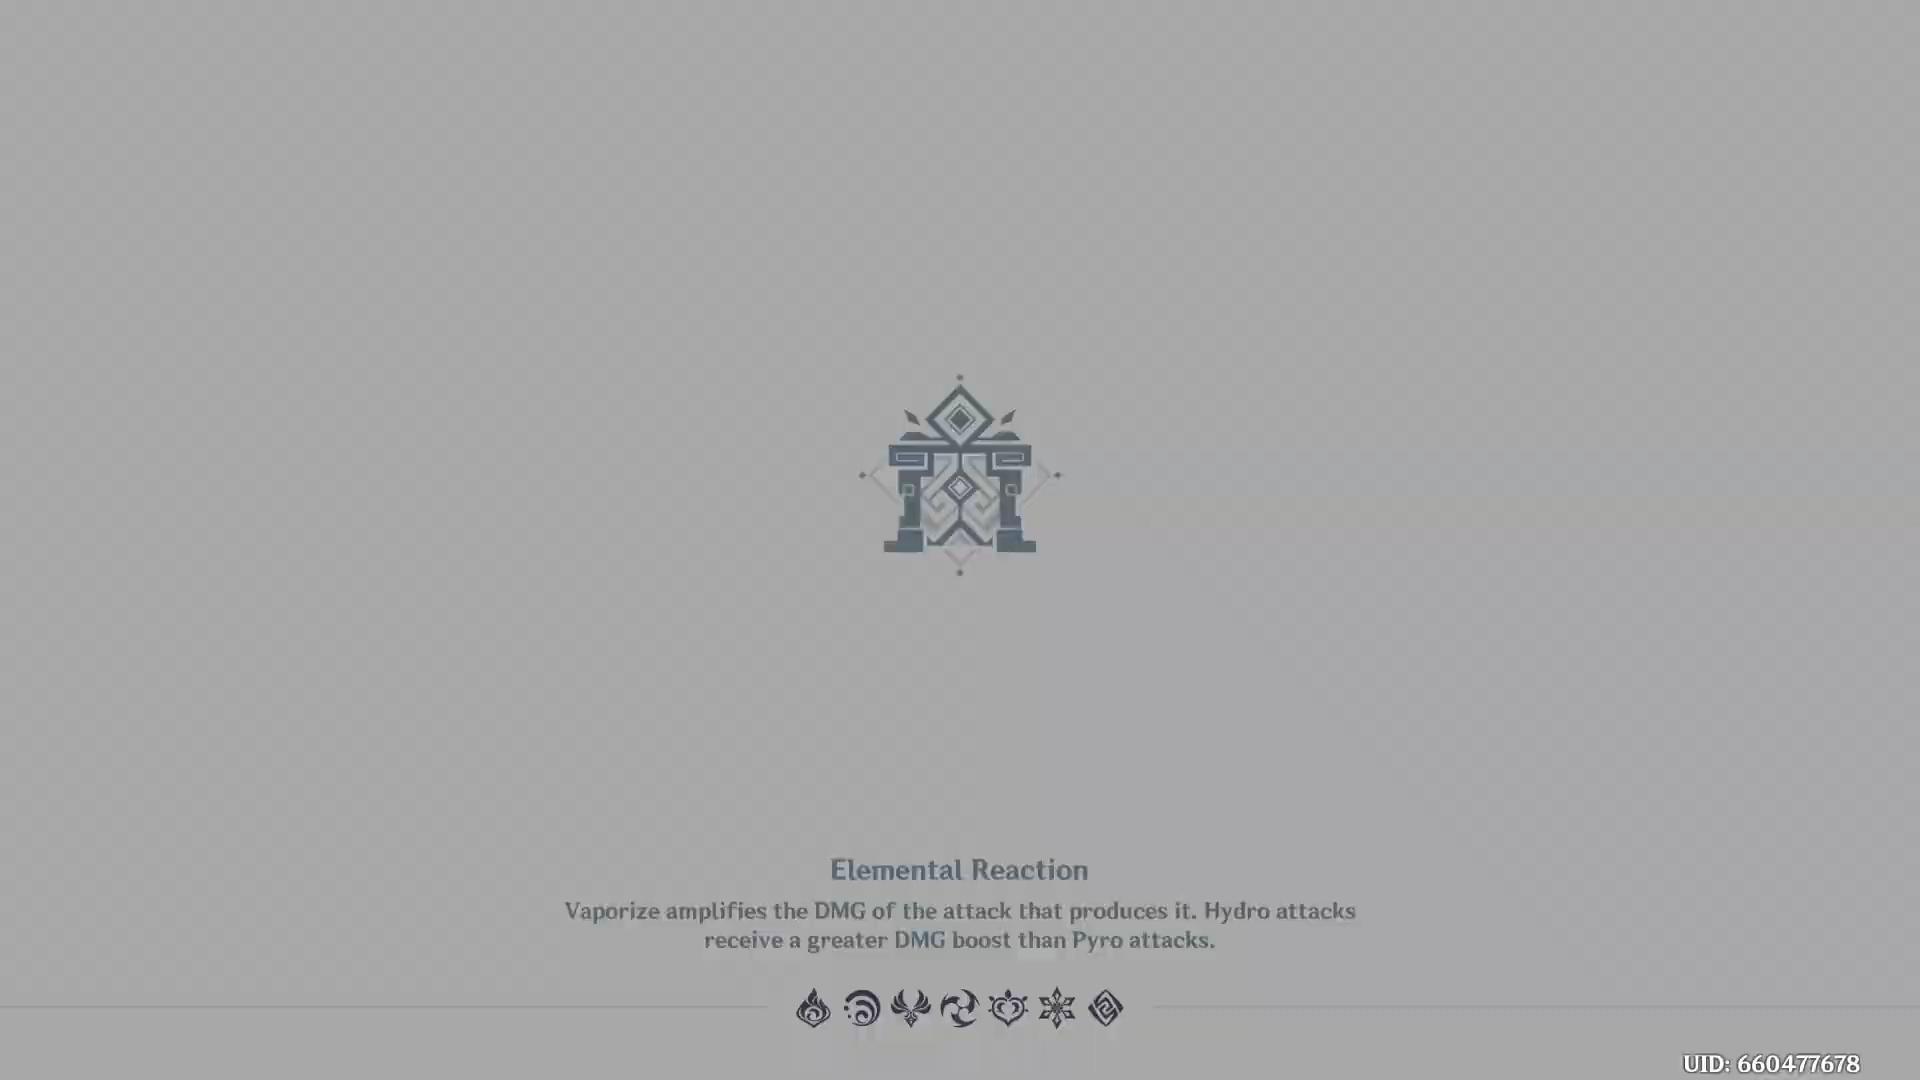 Elemental Reaction
Vaporize amplifies the DMG of the attack that produces it. Hydro attacks
receive a greater DMG boost than Pyro attacks.
UID: 660477678